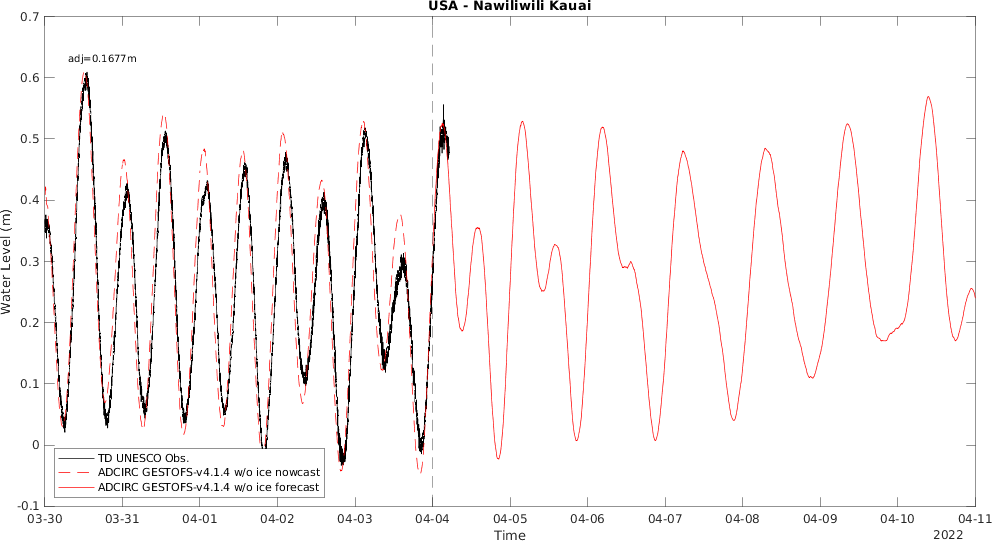 USA - Nawiliwili Kauai
0.7
adj=0.1677m
0.6
0.5
0.4
0.3
0.2
0.1
0
-0.1
Water Level (m)
TD UNESCO Obs.
ADCIRC GESTOFS-v4.1.4 w/o ice nowcast
ADCIRC GESTOFS-v4.1.4 w/o ice forecast
03-30 03-31 04-01 04-02 04-03 04-04 04-05 04-06 04-07 04-08 04-09 04-10 04-11
Time
2022